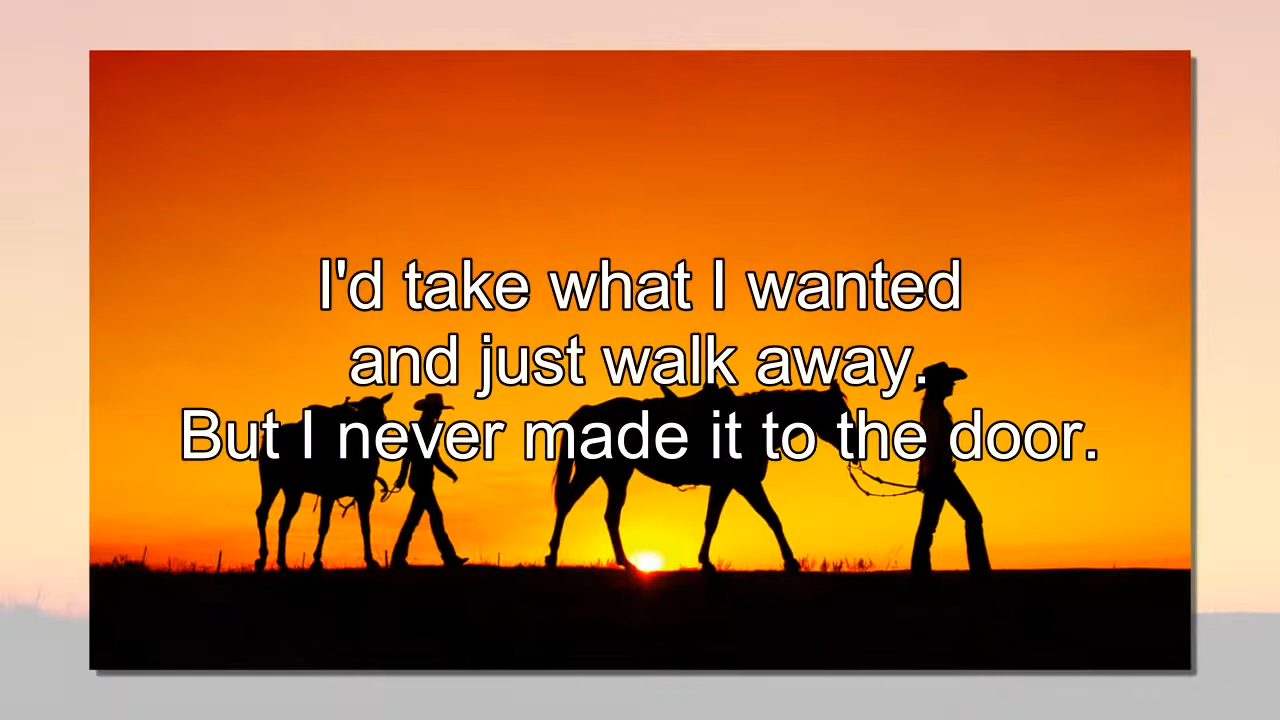 I'd take what I wanted
and just walk away.
But I never made it to the door.